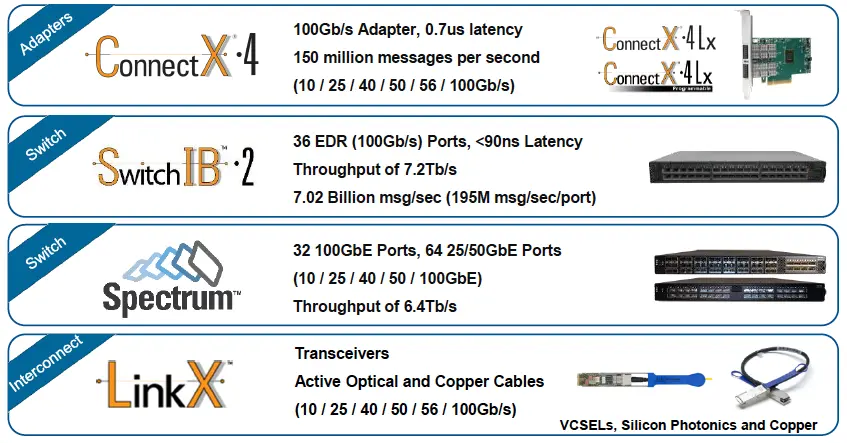 Adapters
ConnectX®·4
100Gb/s Adapter, 0.7us latency
150 million messages per second
(10 / 25 / 40 / 50 / 56 / 100Gb/s)
ConnectX®·4Lx
ConnectX®·4Lx
Programmable
Switch
SwitchIB™·2
36 EDR (100Gb/s) Ports, <90ns Latency
Throughput of 7.2Tb/s
7.02 Billion msg/sec (195M msg/sec/port)
Switch
Spectrum™
32 100GbE Ports, 64 25/50GbE Ports
(10 / 25 / 40 / 50 / 100GbE)
Throughput of 6.4Tb/s
Interconnect
LinkX™
Transceivers
Active Optical and Copper Cables
(10 / 25 / 40 / 50 / 56 / 100Gb/s)
VCSELs, Silicon Photonics and Copper